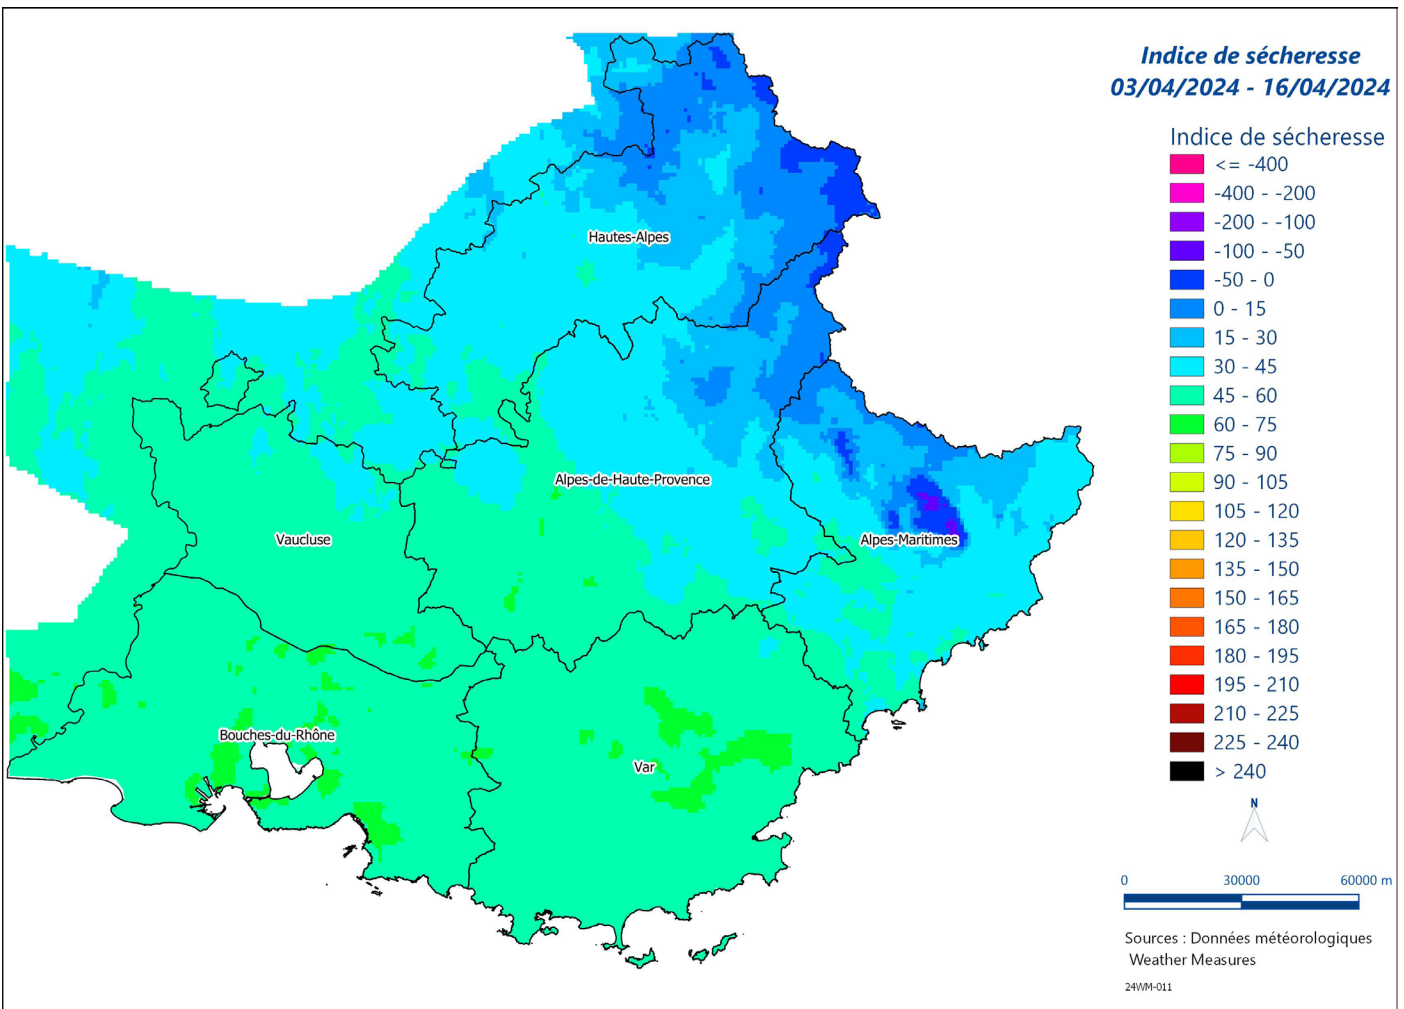 Indice de sécheresse
03/04/2024 - 16/04/2024
Indice de sécheresse
<= -400
-400 - -200
-200 - -100
-100 - -50
-50 - 0
0 - 15
15 - 30
30 - 45
45 - 60
60 - 75
75 - 90
90 - 105
105 - 120
120 - 135
135 - 150
150 - 165
165 - 180
180 - 195
195 - 210
210 - 225
225 - 240
> 240
Hautes-Alpes
Alpes-de-Haute-Provence
Vaucluse
Alpes-Maritimes
Bouches-du-Rhône
Var
N
0 30000 60000 m
Sources : Données météorologiques
Weather Measures
24WM-011